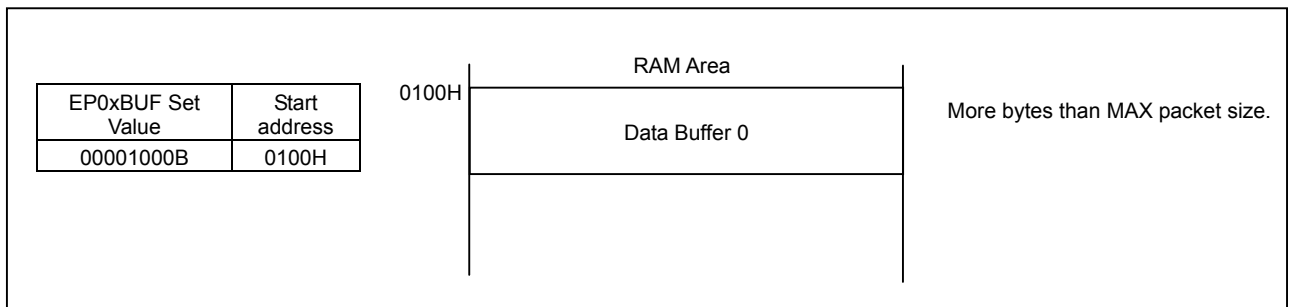 EP0xBUF Set
Value
Start
address
00001000B
0100H
RAM Area
0100H
Data Buffer 0
More bytes than MAX packet size.